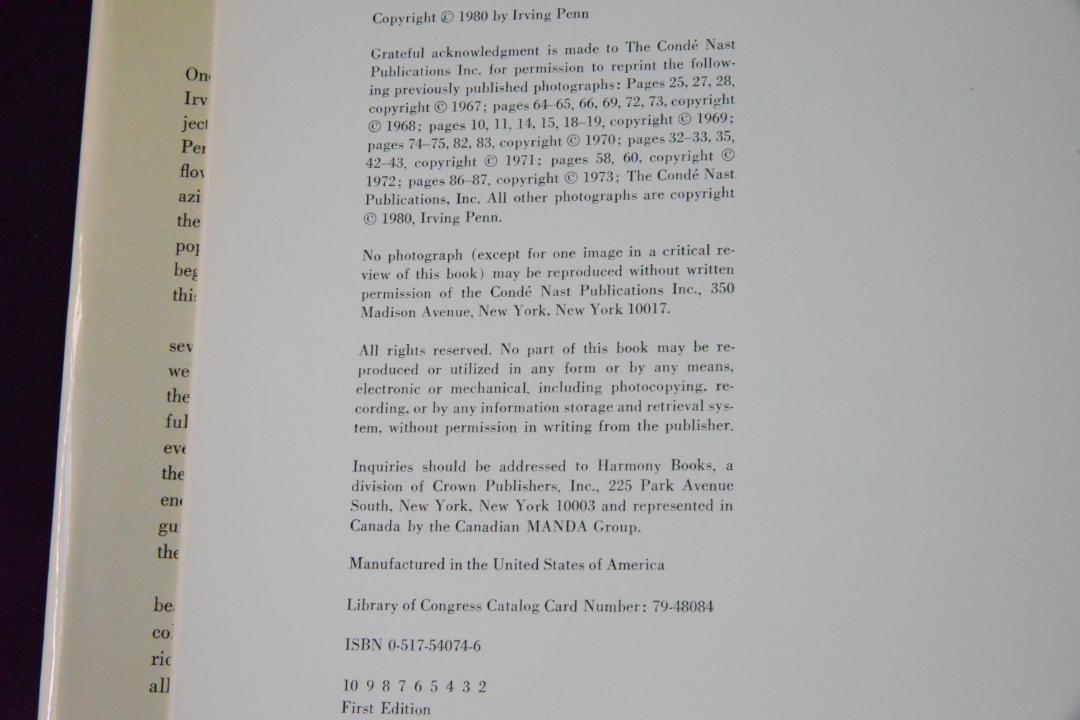 Copyright © 1980 by Irving Penn
Grateful acknowledgment is made to The Condé Nast
Publications Inc. for permission to reprint the follow-
ing previously published photographs: Pages 25, 27, 28,
copyright © 1967; pages 64–65, 66, 69, 72, 73, copyright
© 1968; pages 10, 11, 14, 15, 18–19, copyright © 1969;
pages 74–75, 82, 83, copyright © 1970; pages 32–33, 35,
42–43, copyright © 1971; pages 58, 60, copyright ©
1972; pages 86–87, copyright © 1973; The Condé Nast
Publications, Inc. All other photographs are copyright
© 1980, Irving Penn.
No photograph (except for one image in a critical re-
view of this book) may be reproduced without written
permission of the Condé Nast Publications Inc., 350
Madison Avenue, New York, New York 10017.
All rights reserved. No part of this book may be re-
produced or utilized in any form or by any means,
electronic or mechanical, including photocopying, re-
cording, or by any information storage and retrieval sys-
tem, without permission in writing from the publisher.
Inquiries should be addressed to Harmony Books, a
division of Crown Publishers, Inc., 225 Park Avenue
South, New York, New York 10003 and represented in
Canada by the Canadian MANDA Group.
Manufactured in the United States of America
Library of Congress Catalog Card Number: 79-48084
ISBN 0-517-54074-6
10 9 8 7 6 5 4 3 2
First Edition